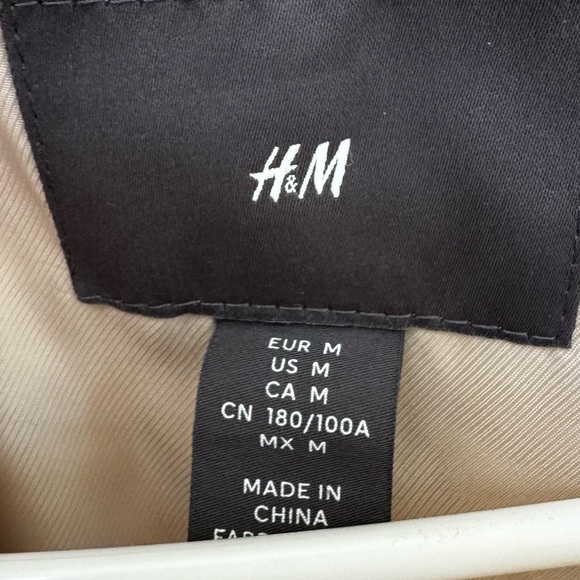 H&M
EUR M
US M
CA M
CN 180/100A
MX M
MADE IN
CHINA